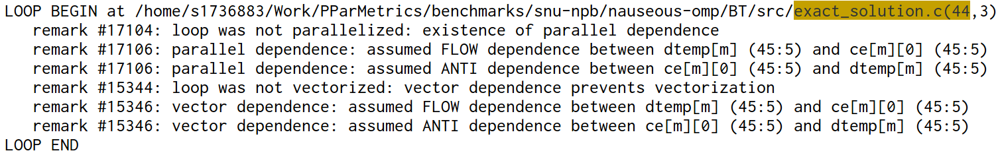 LOOP BEGIN at /home/s1736883/Work/PParMetrics/benchmarks/snu-npb/nauseous-omp/BT/src/exact_solution.c(44,3)
remark #17104: loop was not parallelized: existence of parallel dependence
remark #17106: parallel dependence: assumed FLOW dependence between dtemp[m] (45:5) and ce[m][0] (45:5)
remark #17106: parallel dependence: assumed ANTI dependence between ce[m][0] (45:5) and dtemp[m] (45:5)
remark #15344: loop was not vectorized: vector dependence prevents vectorization
remark #15346: vector dependence: assumed FLOW dependence between dtemp[m] (45:5) and ce[m][0] (45:5)
remark #15346: vector dependence: assumed ANTI dependence between ce[m][0] (45:5) and dtemp[m] (45:5)
LOOP END